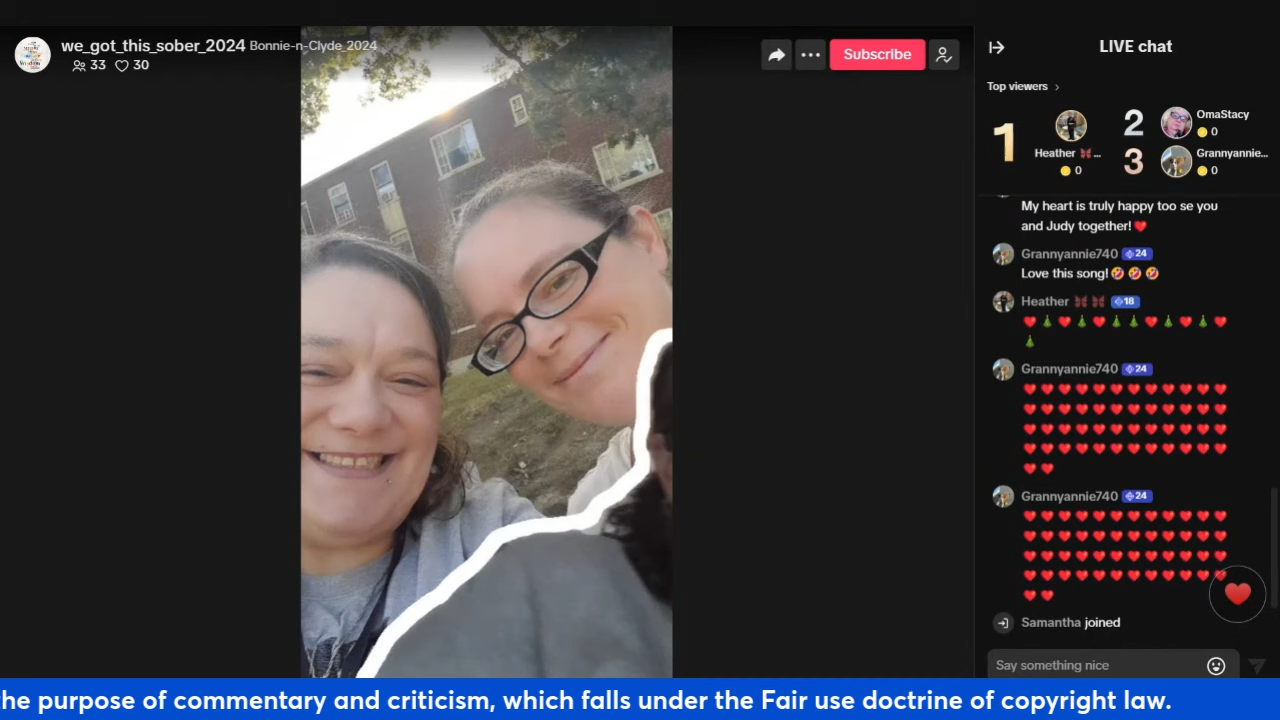 we_got_this_sober_2024 Bonnie-n-Clyde_2024
33 30
Subscribe
LIVE chat
Top viewers
1
Heather 🦋 ...
0
2
OmaStacy
0
3
Grannyannie...
0
My heart is truly happy too se you
and Judy together! ❤️
Grannyannie740 24
Love this song! 🤣 🤣 🤣
Heather 🦋 🦋 18
❤️ 🎄 ❤️ 🎄 ❤️ 🎄 🎄 ❤️ 🎄 ❤️ 🎄 ❤️
🎄
Grannyannie740 24
Grannyannie740 24
Samantha joined
Say something nice
the purpose of commentary and criticism, which falls under the Fair use doctrine of copyright law.